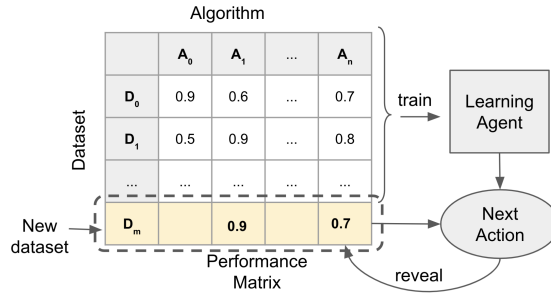 Algorithm
A0 A1 ... An
D0 0.9 0.6 ... 0.7
D1 0.5 0.9 ... 0.8
... ... ...
Dm 0.9 0.7
Dataset
New
dataset
Performance
Matrix
train
Learning
Agent
Next
Action
reveal